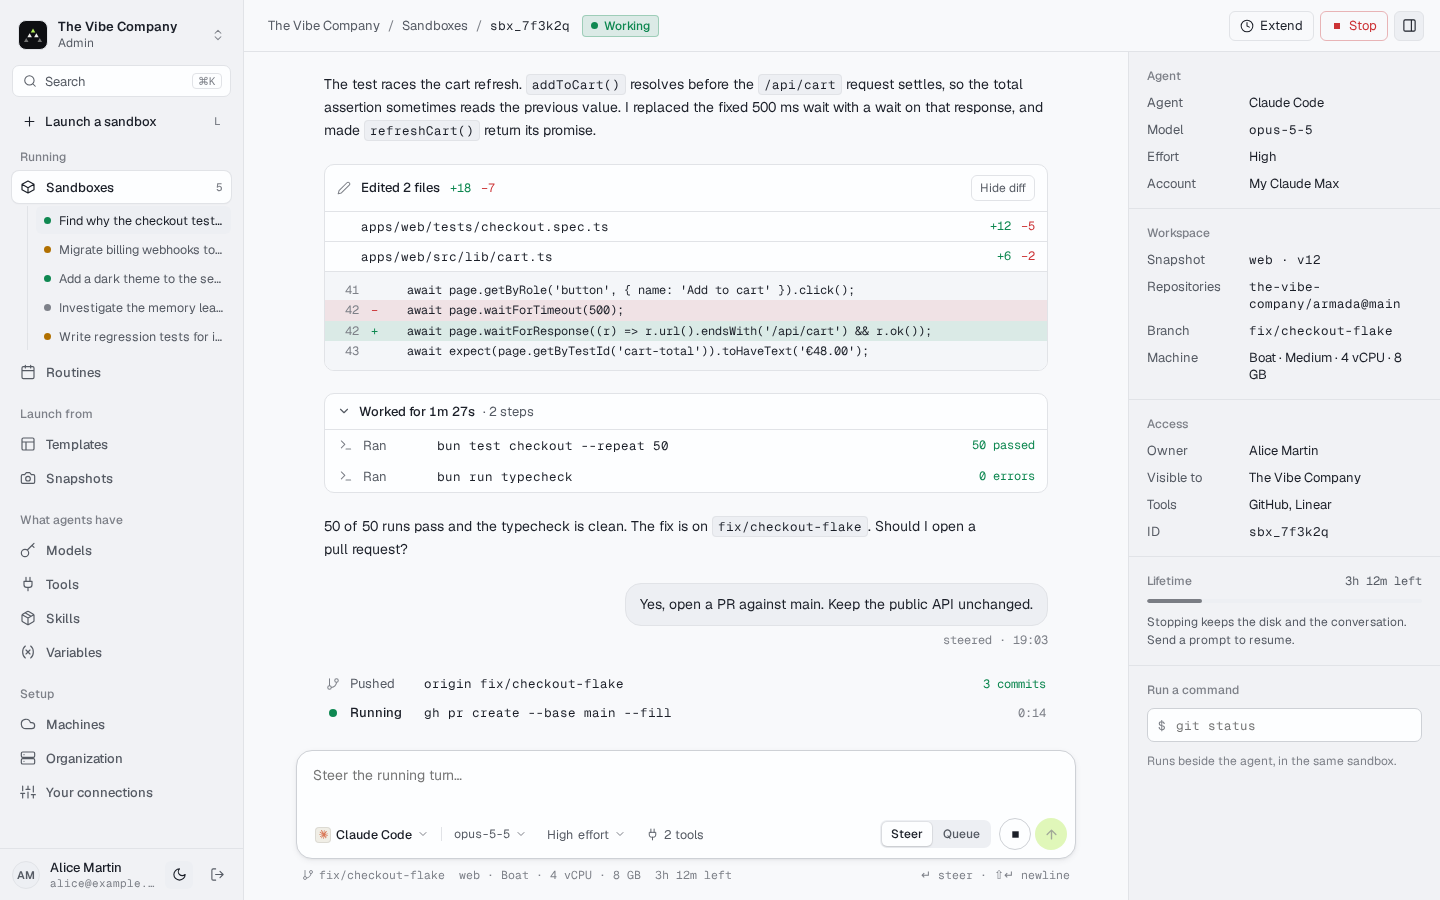 The Vibe Company
Admin
Search ⌘K
Launch a sandbox L
Running
Sandboxes 5
Find why the checkout test…
Migrate billing webhooks to…
Add a dark theme to the se…
Investigate the memory lea…
Write regression tests for i…
Routines
Launch from
Templates
Snapshots
What agents have
Models
Tools
Skills
Variables
Setup
Machines
Organization
Your connections
AM
Alice Martin
alice@example.…
The Vibe Company / Sandboxes / sbx_7f3k2q Working
Extend Stop
The test races the cart refresh. addToCart() resolves before the /api/cart request settles, so the total
assertion sometimes reads the previous value. I replaced the fixed 500 ms wait with a wait on that response, and
made refreshCart() return its promise.
Edited 2 files +18 −7 Hide diff
apps/web/tests/checkout.spec.ts +12 −5
apps/web/src/lib/cart.ts +6 −2
41 await page.getByRole('button', { name: 'Add to cart' }).click();
42 − await page.waitForTimeout(500);
42 + await page.waitForResponse((r) => r.url().endsWith('/api/cart') && r.ok());
43 await expect(page.getByTestId('cart-total')).toHaveText('€48.00');
Worked for 1m 27s · 2 steps
Ran bun test checkout --repeat 50 50 passed
Ran bun run typecheck 0 errors
50 of 50 runs pass and the typecheck is clean. The fix is on fix/checkout-flake. Should I open a
pull request?
Yes, open a PR against main. Keep the public API unchanged.
steered · 19:03
Pushed origin fix/checkout-flake 3 commits
Running gh pr create --base main --fill 0:14
Steer the running turn…
Claude Code opus-5-5 High effort 2 tools Steer Queue
fix/checkout-flake web · Boat · 4 vCPU · 8 GB 3h 12m left ↵ steer · ⇧↵ newline
Agent
Agent Claude Code
Model opus-5-5
Effort High
Account My Claude Max
Workspace
Snapshot web · v12
Repositories the-vibe-
company/armada@main
Branch fix/checkout-flake
Machine Boat · Medium · 4 vCPU · 8
GB
Access
Owner Alice Martin
Visible to The Vibe Company
Tools GitHub, Linear
ID sbx_7f3k2q
Lifetime 3h 12m left
Stopping keeps the disk and the conversation.
Send a prompt to resume.
Run a command
$ git status
Runs beside the agent, in the same sandbox.